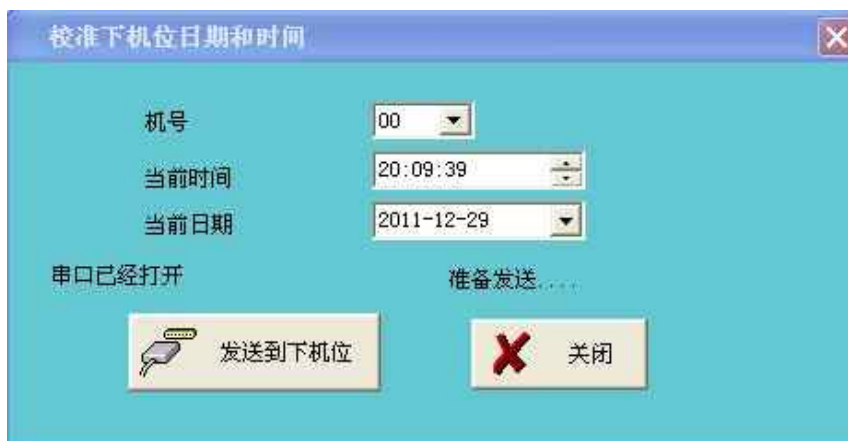 校准下机位日期和时间
机号 00
当前时间 20:09:39
当前日期 2011-12-29
串口已经打开 准备发送....
发送到下机位 关闭